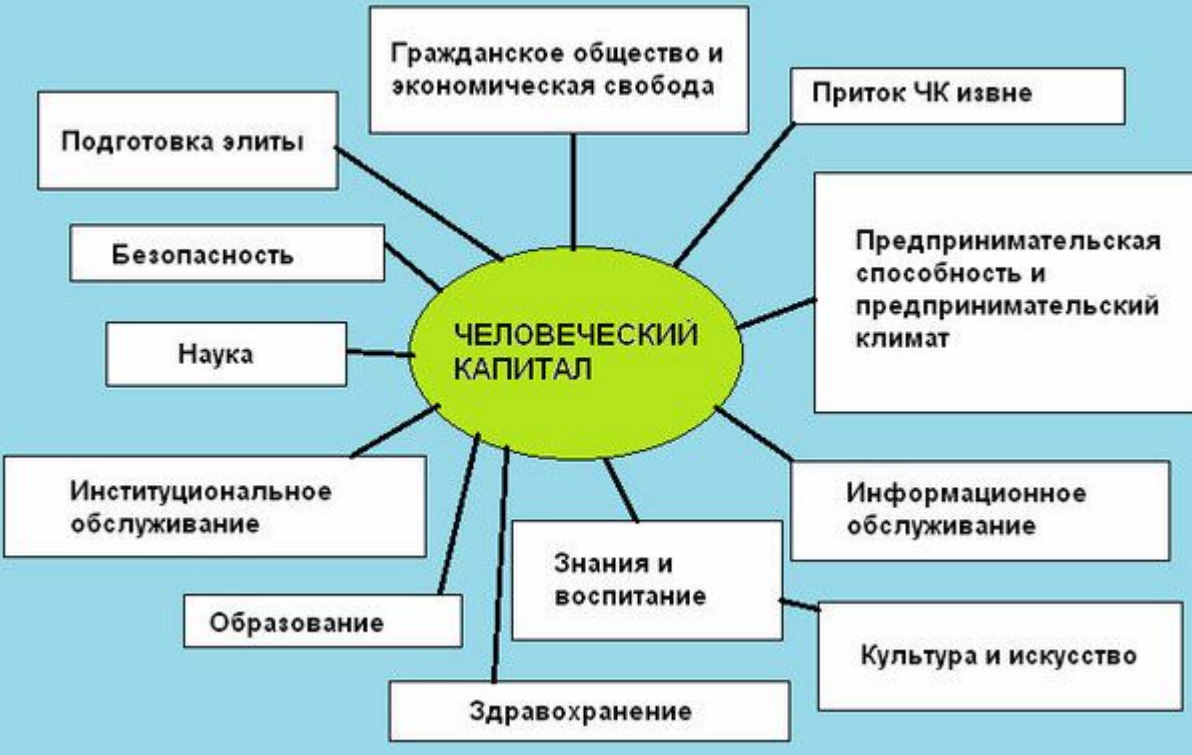 Гражданское общество и
экономическая свобода
Приток ЧК извне
Подготовка элиты
Безопасность
Предпринимательская
способность и
предпринимательский
климат
ЧЕЛОВЕЧЕСКИЙ
КАПИТАЛ
Наука
Институциональное
обслуживание
Информационное
обслуживание
Знания и
воспитание
Образование
Культура и искусство
Здравохранение